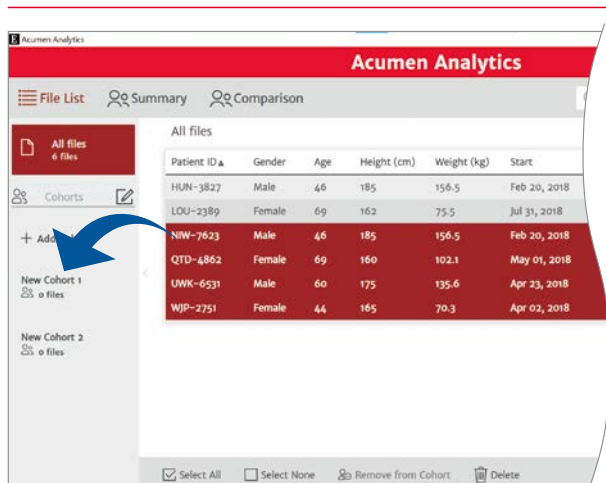 Acumen Analytics
Acumen Analytics
File List Summary Comparison
All files
6 files
All files
Patient ID▲ Gender Age Height (cm) Weight (kg) Start
HUN-3827 Male 46 185 156.5 Feb 20, 2018
LOU-2389 Female 69 162 75.5 Jul 31, 2018
NIW-7623 Male 46 185 156.5 Feb 20, 2018
QTD-4862 Female 69 160 102.1 May 01, 2018
UWK-6531 Male 60 175 135.6 Apr 23, 2018
WJP-2751 Female 44 165 70.3 Apr 02, 2018
Cohorts
+
New Cohort 1
0 files
New Cohort 2
0 files
Select All Select None Remove from Cohort Delete